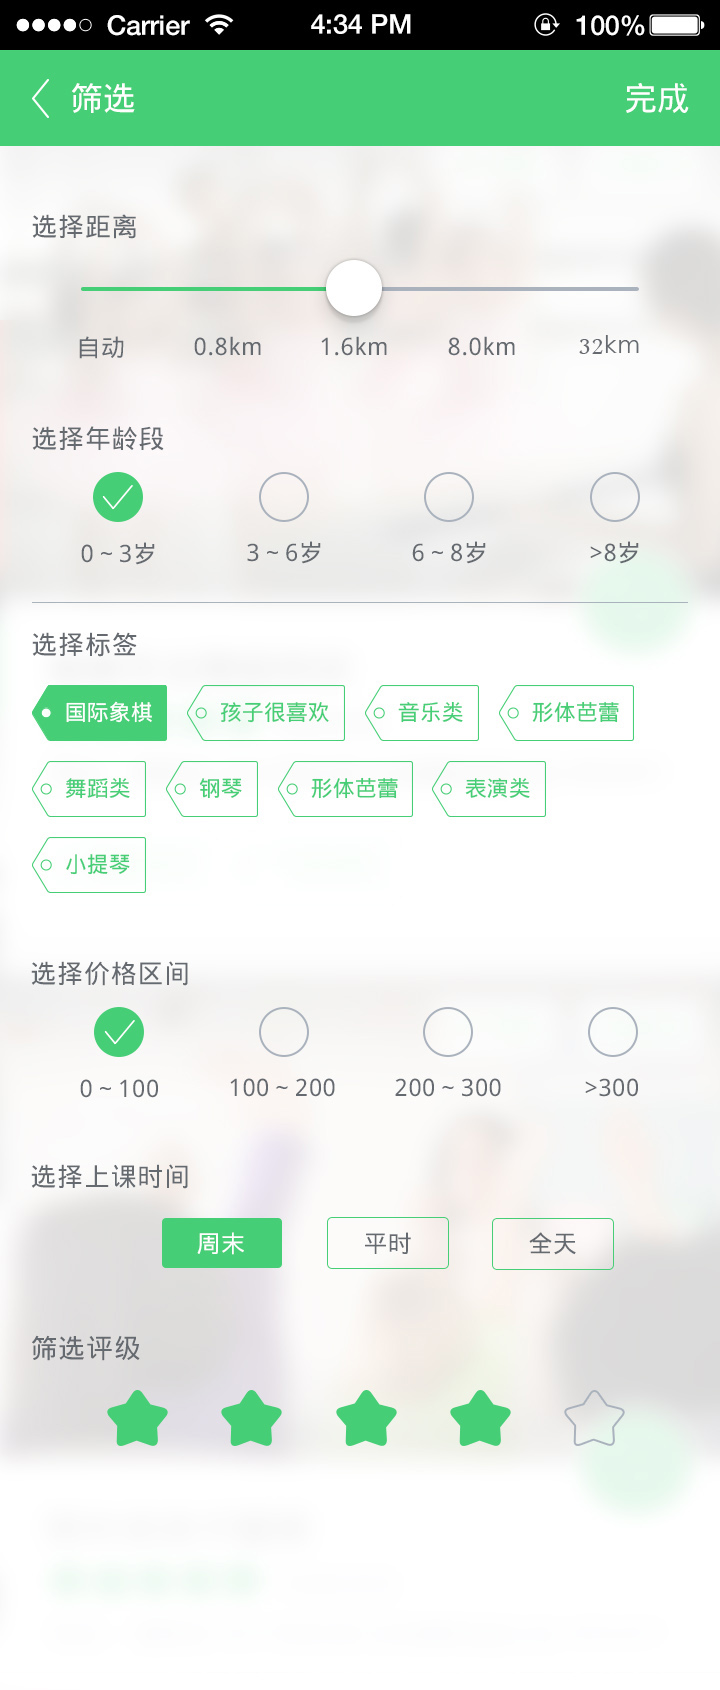 Carrier 4:34 PM 100%
筛选 完成
选择距离
自动 0.8km 1.6km 8.0km 32km
选择年龄段
0 ~ 3岁 3 ~ 6岁 6 ~ 8岁 >8岁
选择标签
国际象棋 孩子很喜欢 音乐类 形体芭蕾
舞蹈类 钢琴 形体芭蕾 表演类
小提琴
选择价格区间
0 ~ 100 100 ~ 200 200 ~ 300 >300
选择上课时间
周末 平时 全天
筛选评级